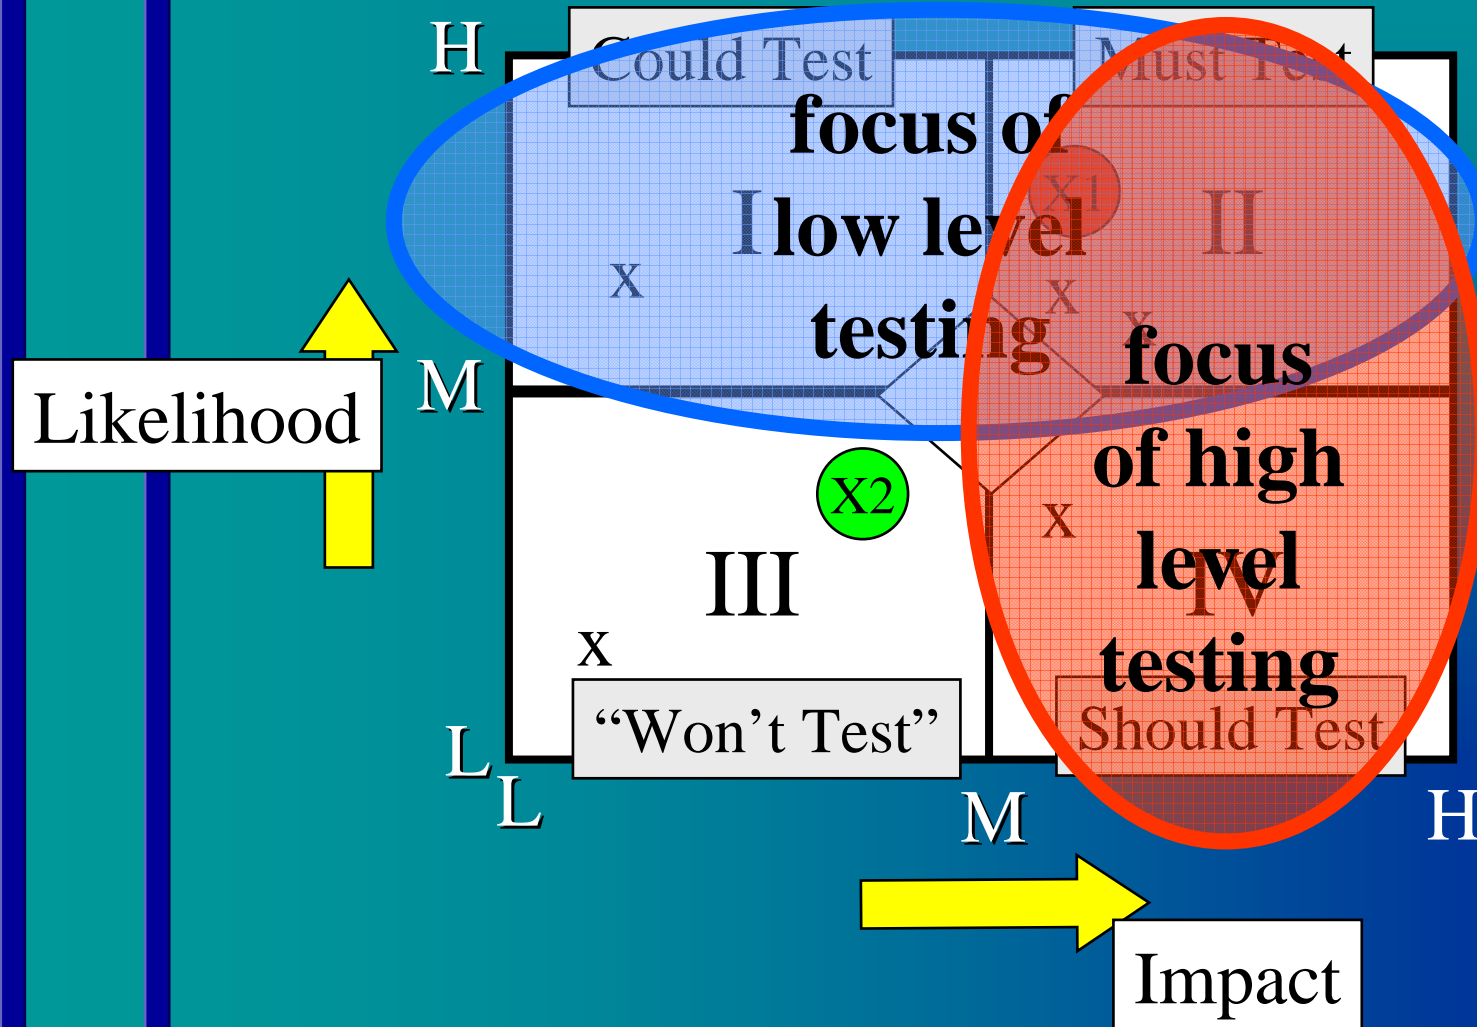 H
Could Test
Must Test
focus of
low level
testing
I
X1
II
x
x
x
M
Likelihood
focus
of high
level
testing
X2
x
III
IV
x
“Won’t Test”
Should Test
L
L
M
H
Impact